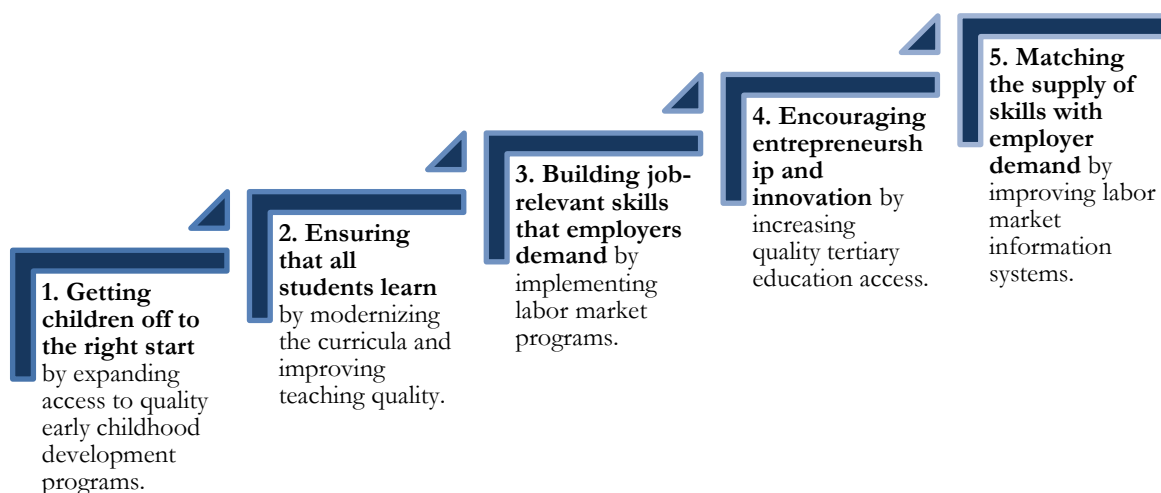 1. Getting
children off to
the right start
by expanding
access to quality
early childhood
development
programs.
2. Ensuring
that all
students learn
by modernizing
the curricula and
improving
teaching quality.
3. Building job-
relevant skills
that employers
demand by
implementing
labor market
programs.
4. Encouraging
entrepreneursh
ip and
innovation by
increasing
quality tertiary
education access.
5. Matching
the supply of
skills with
employer
demand by
improving labor
market
information
systems.